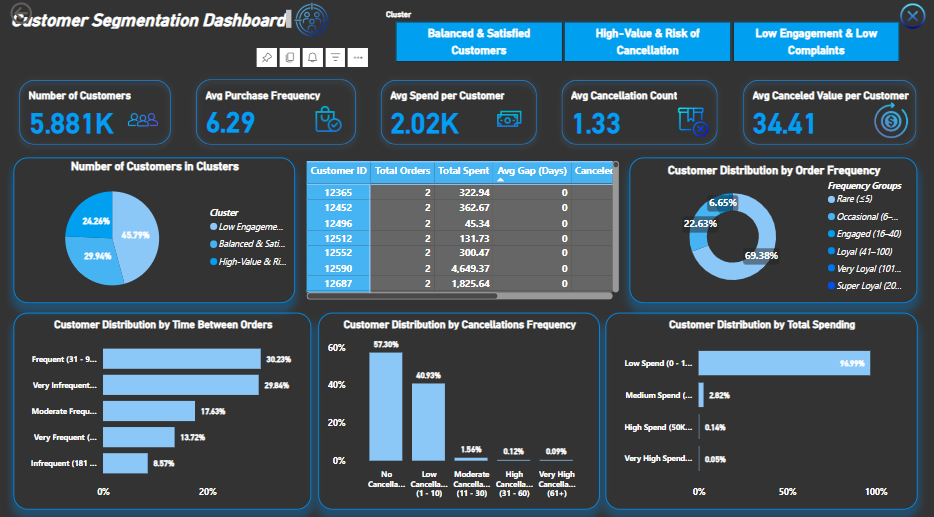 Customer Segmentation Dashboard
Cluster
Balanced & Satisfied
Customers
High-Value & Risk of
Cancellation
Low Engagement & Low
Complaints
Number of Customers
5.881K
Avg Purchase Frequency
6.29
Avg Spend per Customer
2.02K
Avg Cancellation Count
1.33
Avg Canceled Value per Customer
34.41
Number of Customers in Clusters
24.26%
45.79%
29.94%
Cluster
Low Engageme...
Balanced & Sati...
High-Value & Ri...
Customer ID Total Orders Total Spent Avg Gap (Days) Canceled
12365 2 322.94 0
12452 2 362.67 0
12496 2 45.34 0
12512 2 131.73 0
12552 2 300.47 0
12590 2 4,649.37 0
12687 2 1,825.64 0
Customer Distribution by Order Frequency
6.65%
22.63%
69.38%
Frequency Groups
Rare (≤5)
Occasional (6–...
Engaged (16–40)
Loyal (41–100)
Very Loyal (101...
Super Loyal (20...
Customer Distribution by Time Between Orders
Frequent (31 - 9... 30.23%
Very Infrequent... 29.84%
Moderate Frequ... 17.63%
Very Frequent (... 13.72%
Infrequent (181 ... 8.57%
0% 20%
Customer Distribution by Cancellations Frequency
60%
40%
20%
0%
57.30%
40.93%
1.56%
0.12%
0.09%
No
Cancella...
Low
Cancella...
(1 - 10)
Moderate
Cancella...
(11 - 30)
High
Cancella...
(31 - 60)
Very High
Cancella...
(61+)
Customer Distribution by Total Spending
Low Spend (0 - 1... 96.99%
Medium Spend (... 2.82%
High Spend (50K... 0.14%
Very High Spend... 0.05%
0% 50% 100%